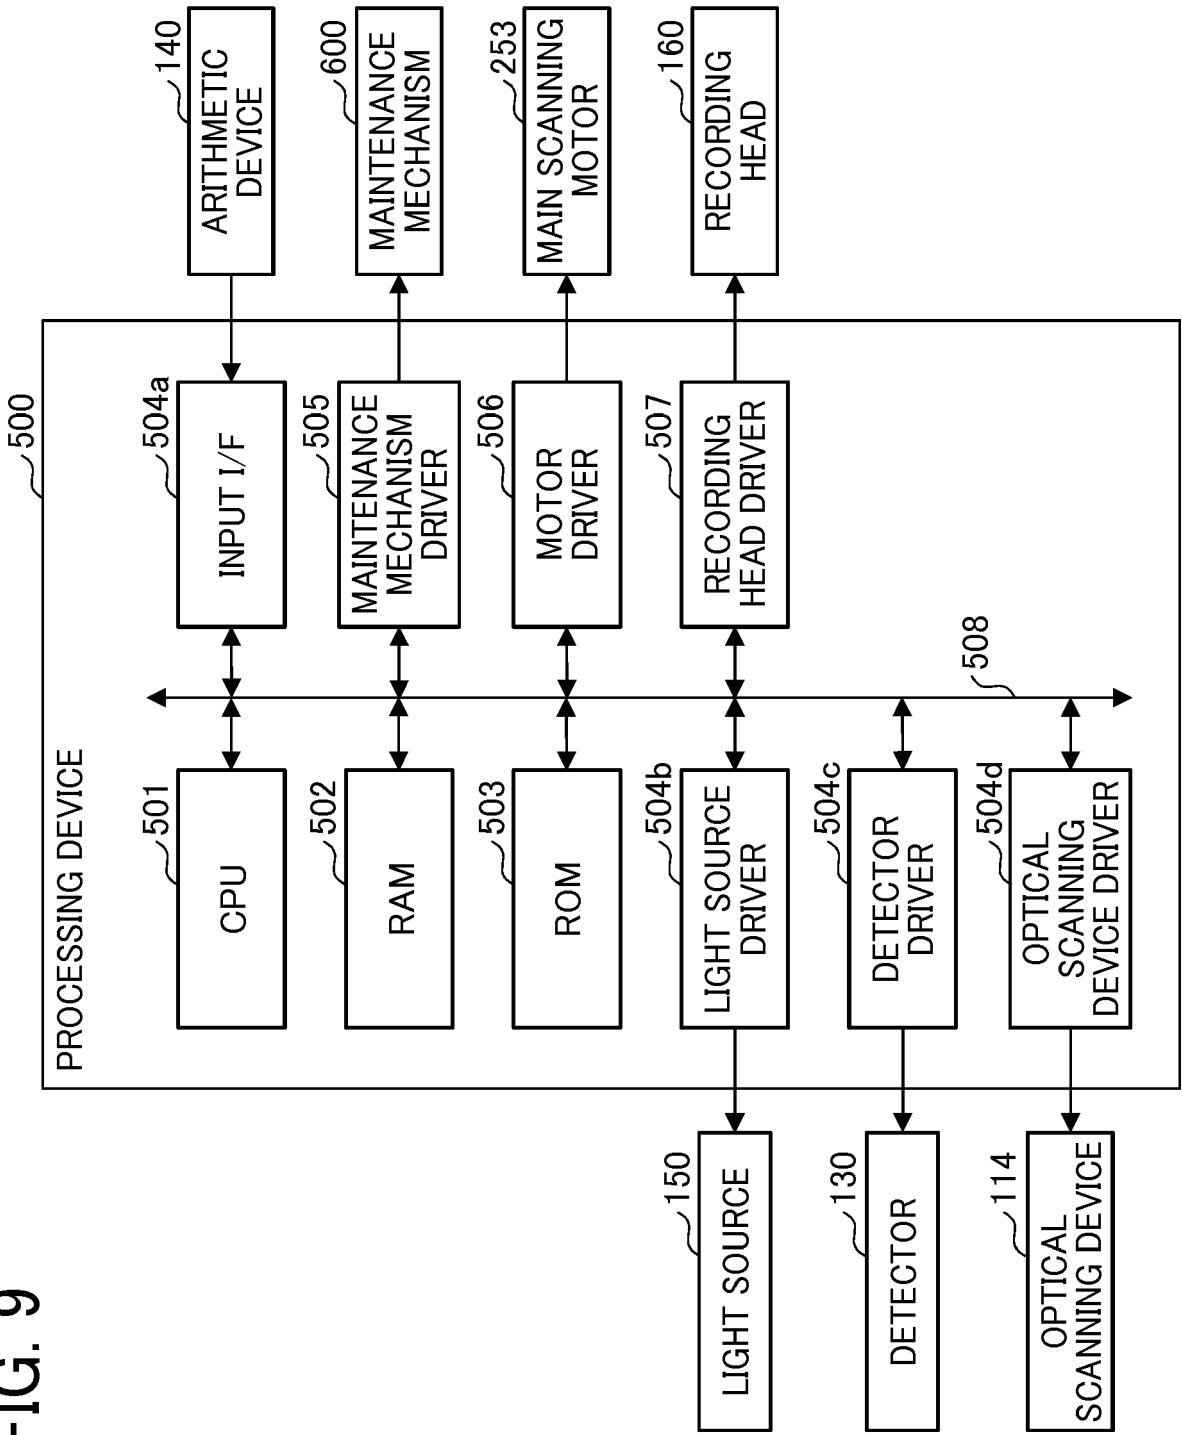 FIG. 9
PROCESSING DEVICE
500
501
CPU
502
RAM
503
ROM
504b
LIGHT SOURCE
DRIVER
504c
DETECTOR
DRIVER
504d
OPTICAL
SCANNING
DEVICE DRIVER
504a
INPUT I/F
505
MAINTENANCE
MECHANISM
DRIVER
506
MOTOR
DRIVER
507
RECORDING
HEAD DRIVER
508
140
ARITHMETIC
DEVICE
600
MAINTENANCE
MECHANISM
253
MAIN SCANNING
MOTOR
160
RECORDING
HEAD
150
LIGHT SOURCE
130
DETECTOR
114
OPTICAL
SCANNING DEVICE